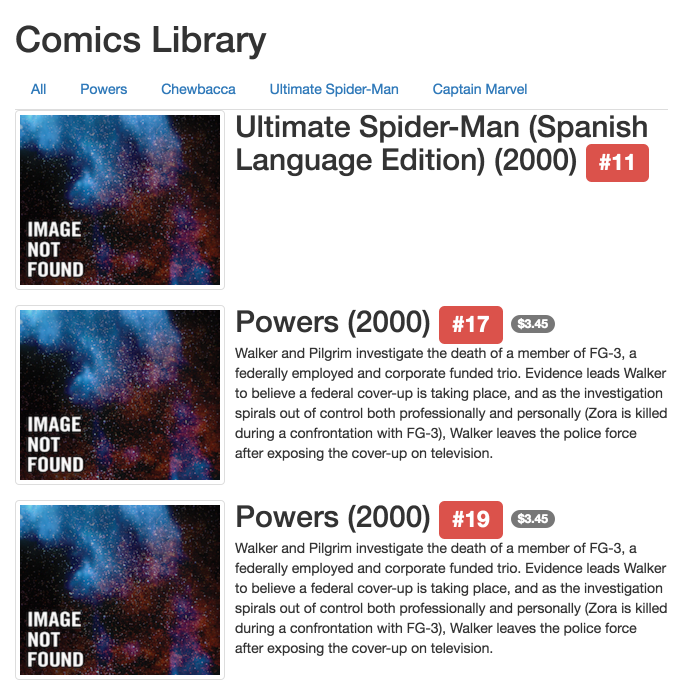 Comics Library
All Powers Chewbacca Ultimate Spider-Man Captain Marvel
Ultimate Spider-Man (Spanish
Language Edition) (2000) #11
IMAGE
NOT
FOUND
Powers (2000) #17 $3.45
Walker and Pilgrim investigate the death of a member of FG-3, a
federally employed and corporate funded trio. Evidence leads Walker
to believe a federal cover-up is taking place, and as the investigation
spirals out of control both professionally and personally (Zora is killed
during a confrontation with FG-3), Walker leaves the police force
after exposing the cover-up on television.
IMAGE
NOT
FOUND
Powers (2000) #19 $3.45
Walker and Pilgrim investigate the death of a member of FG-3, a
federally employed and corporate funded trio. Evidence leads Walker
to believe a federal cover-up is taking place, and as the investigation
spirals out of control both professionally and personally (Zora is killed
during a confrontation with FG-3), Walker leaves the police force
after exposing the cover-up on television.
IMAGE
NOT
FOUND